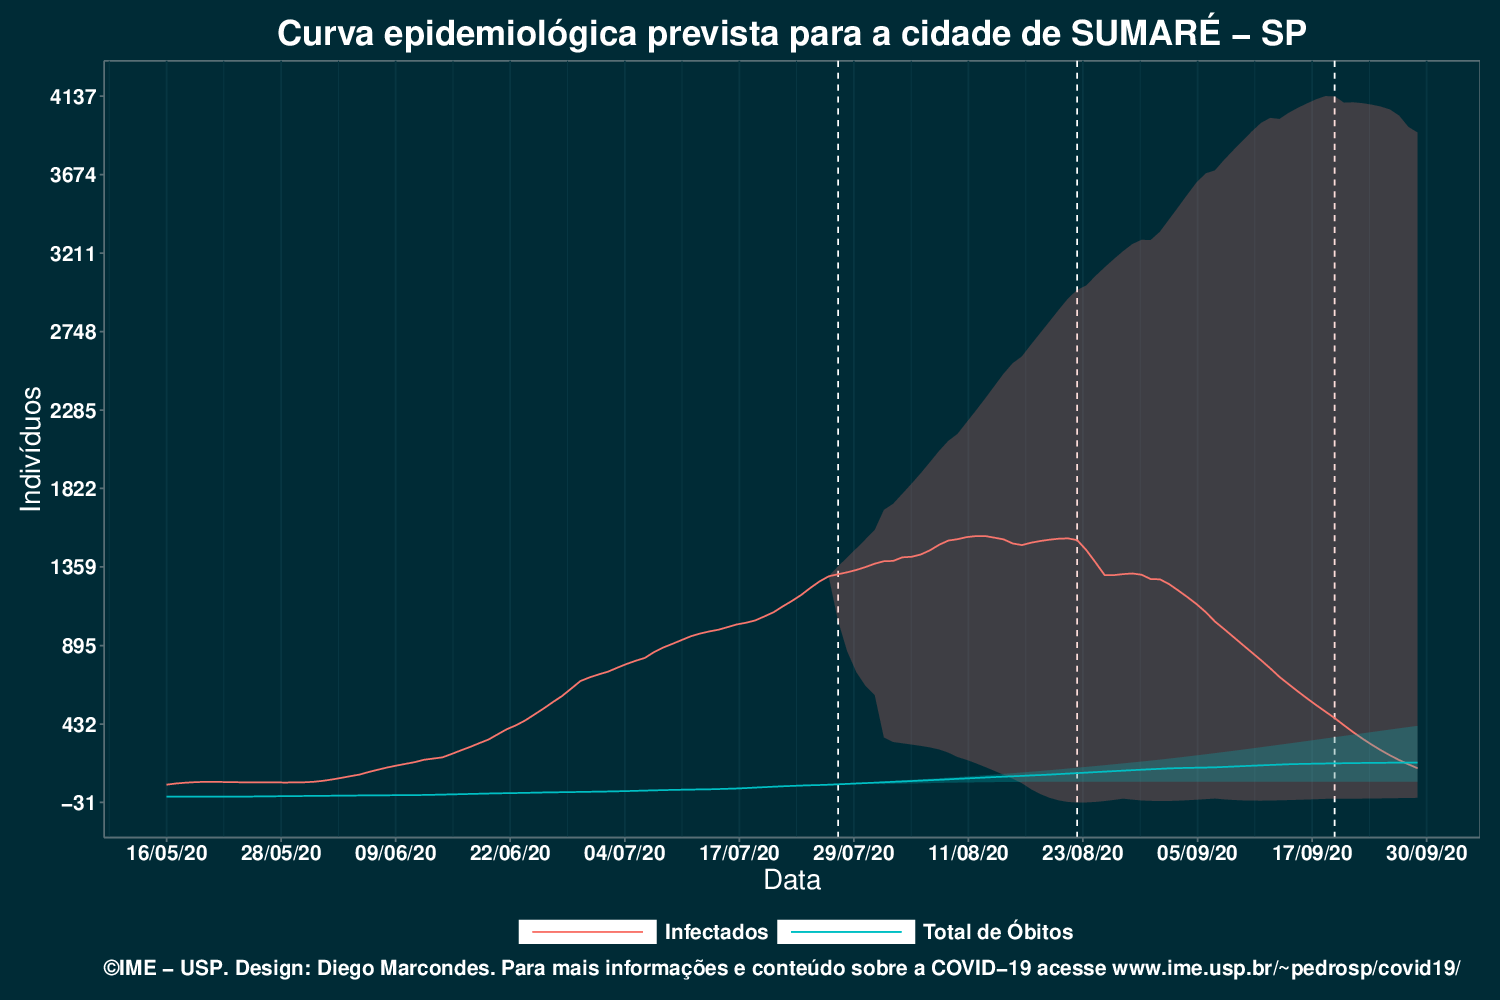 Curva epidemiológica prevista para a cidade de SUMARÉ − SP
Indivíduos
4137
3674
3211
2748
2285
1822
1359
895
432
−31
16/05/20 28/05/20 09/06/20 22/06/20 04/07/20 17/07/20 29/07/20 11/08/20 23/08/20 05/09/20 17/09/20 30/09/20
Data
Infectados Total de Óbitos
©IME − USP. Design: Diego Marcondes. Para mais informações e conteúdo sobre a COVID−19 acesse www.ime.usp.br/~pedrosp/covid19/